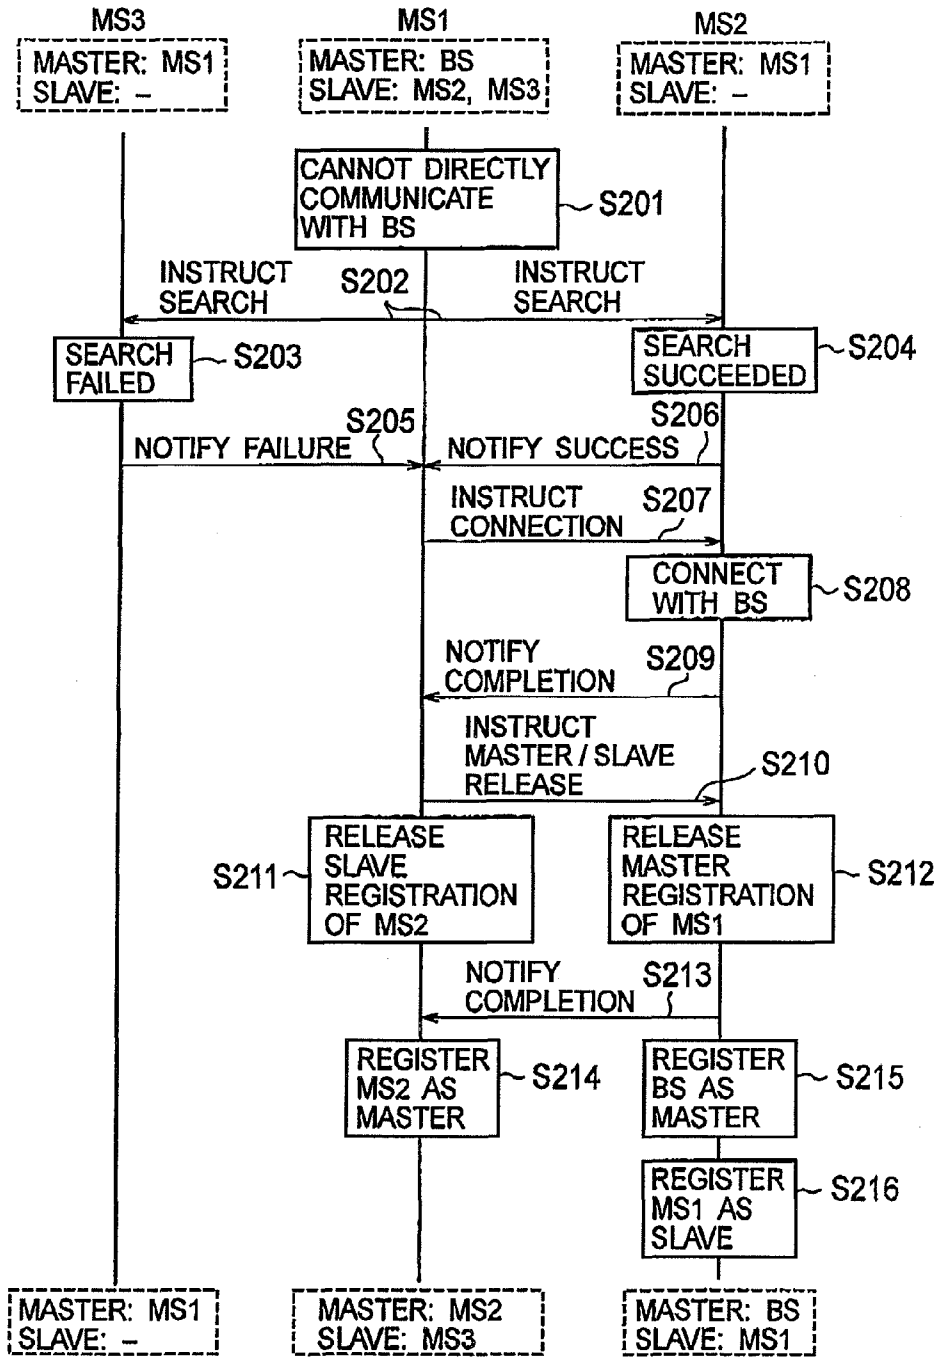 MS3
MS1
MS2
MASTER: MS1
SLAVE: –
MASTER: BS
SLAVE: MS2, MS3
MASTER: MS1
SLAVE: –
CANNOT DIRECTLY
COMMUNICATE
WITH BS
S201
INSTRUCT
SEARCH
S202
INSTRUCT
SEARCH
SEARCH
FAILED
S203
SEARCH
SUCCEEDED
S204
S205
NOTIFY FAILURE
S206
NOTIFY SUCCESS
INSTRUCT
CONNECTION
S207
CONNECT
WITH BS
S208
NOTIFY
COMPLETION
S209
INSTRUCT
MASTER / SLAVE
RELEASE
S210
S211
RELEASE
SLAVE
REGISTRATION
OF MS2
RELEASE
MASTER
REGISTRATION
OF MS1
S212
NOTIFY
COMPLETION
S213
REGISTER
MS2 AS
MASTER
S214
REGISTER
BS AS
MASTER
S215
REGISTER
MS1 AS
SLAVE
S216
MASTER: MS1
SLAVE: –
MASTER: MS2
SLAVE: MS3
MASTER: BS
SLAVE: MS1